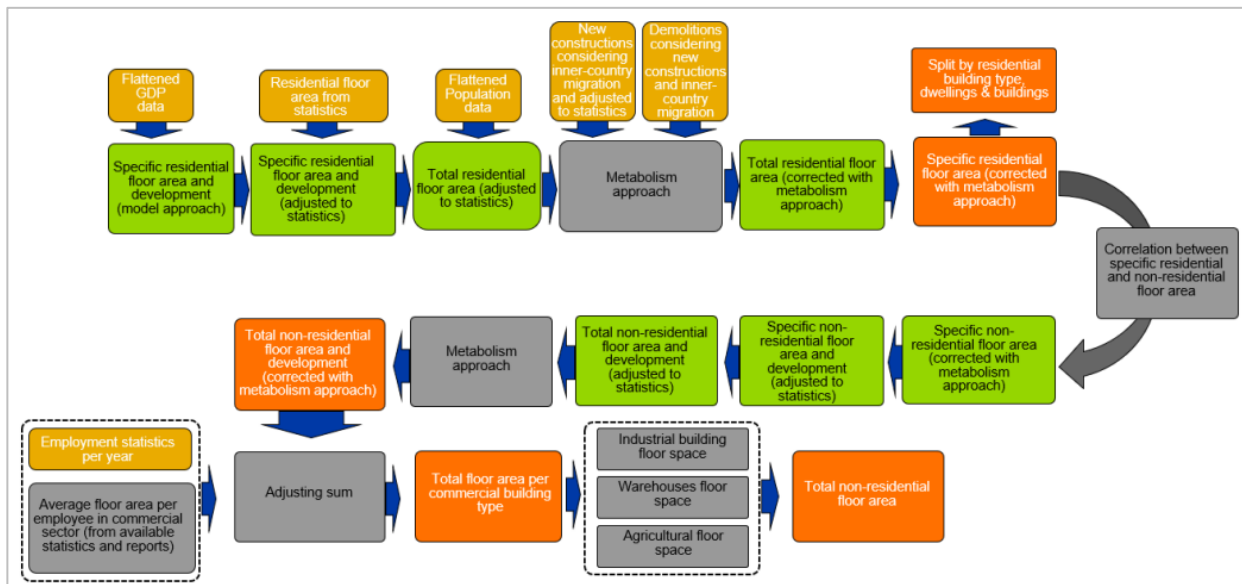 Flattened
GDP
data
Residential floor
area from
statistics
Flattened
Population
data
New
constructions
considering
inner-country
migration
and adjusted
to statistics
Demolitions
considering
new
constructions
and inner-
country
migration
Split by residential
building type,
dwellings &
buildings
Specific residential
floor area and
development
(model approach)
Specific residential
floor area and
development
(adjusted to
statistics)
Total residential
floor area (adjusted
to statistics)
Metabolism
approach
Total residential floor
area (corrected with
metabolism
approach)
Specific residential
floor area
(corrected with
metabolism
approach)
Correlation between
specific residential
and non-residential
floor area
Total non-residential
floor area and
development
(corrected with
metabolism approach)
Metabolism
approach
Total non-residential
floor area and
development
(adjusted to
statistics)
Specific non-
residential floor
area and
development
(adjusted to
statistics)
Specific non-
residential floor area
(corrected with
metabolism
approach)
Employment statistics
per year
Average floor area per
employee in commercial
sector (from available
statistics and reports)
Adjusting sum
Total floor area per
commercial building
type
Industrial building
floor space
Warehouses floor
space
Agricultural floor
space
Total non-residential
floor area